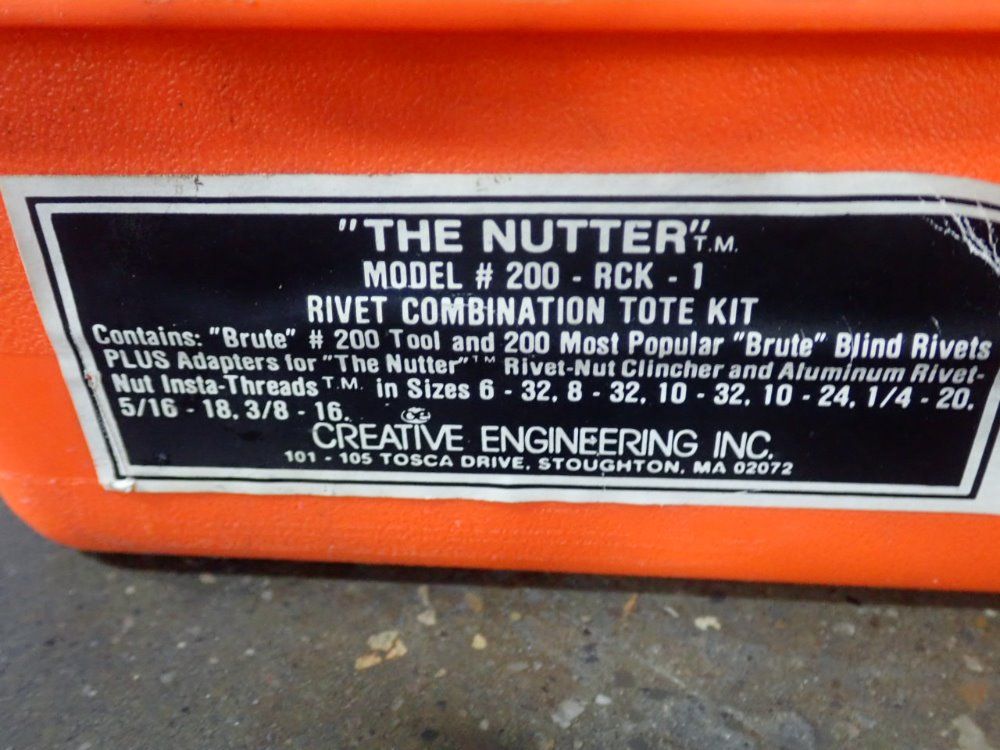 "THE NUTTER" T.M.
MODEL # 200 - RCK - 1
RIVET COMBINATION TOTE KIT
Contains: "Brute" # 200 Tool and 200 Most Popular "Brute" Blind Rivets
PLUS Adapters for "The Nutter" TM Rivet-Nut Clincher and Aluminum Rivet-
Nut Insta-Threads T.M. in Sizes 6 - 32, 8 - 32, 10 - 32, 10 - 24, 1/4 - 20,
5/16 - 18, 3/8 - 16.
CREATIVE ENGINEERING INC.
101 - 105 TOSCA DRIVE, STOUGHTON, MA 02072